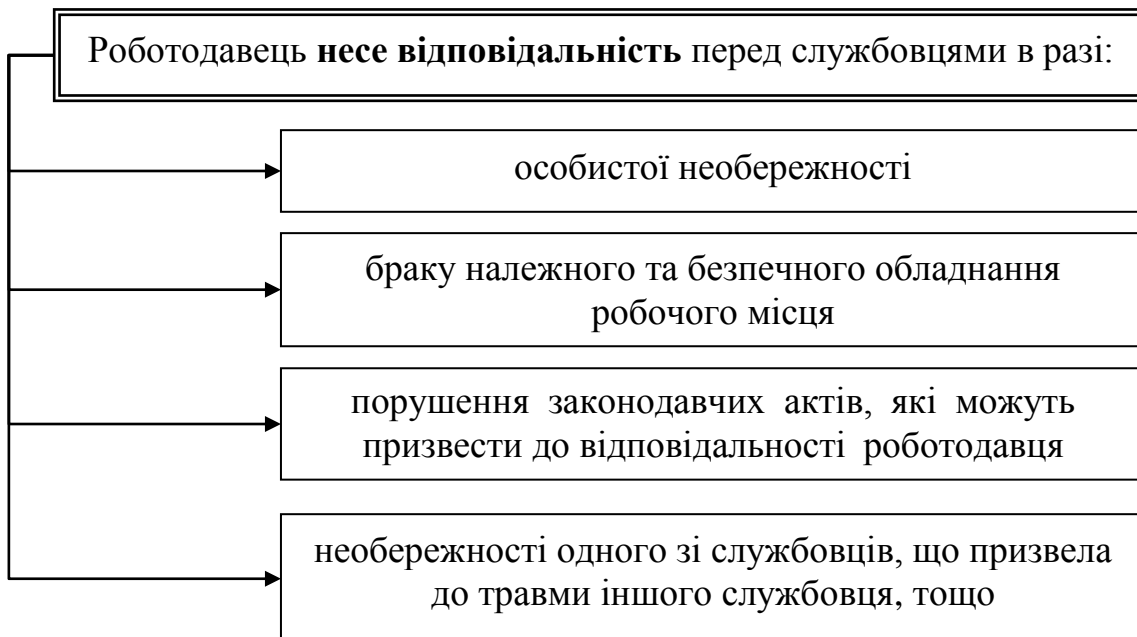 Роботодавець несе відповідальність перед службовцями в разі:
особистої необережності
браку належного та безпечного обладнання
робочого місця
порушення законодавчих актів, які можуть
призвести до відповідальності роботодавця
необережності одного зі службовців, що призвела
до травми іншого службовця, тощо